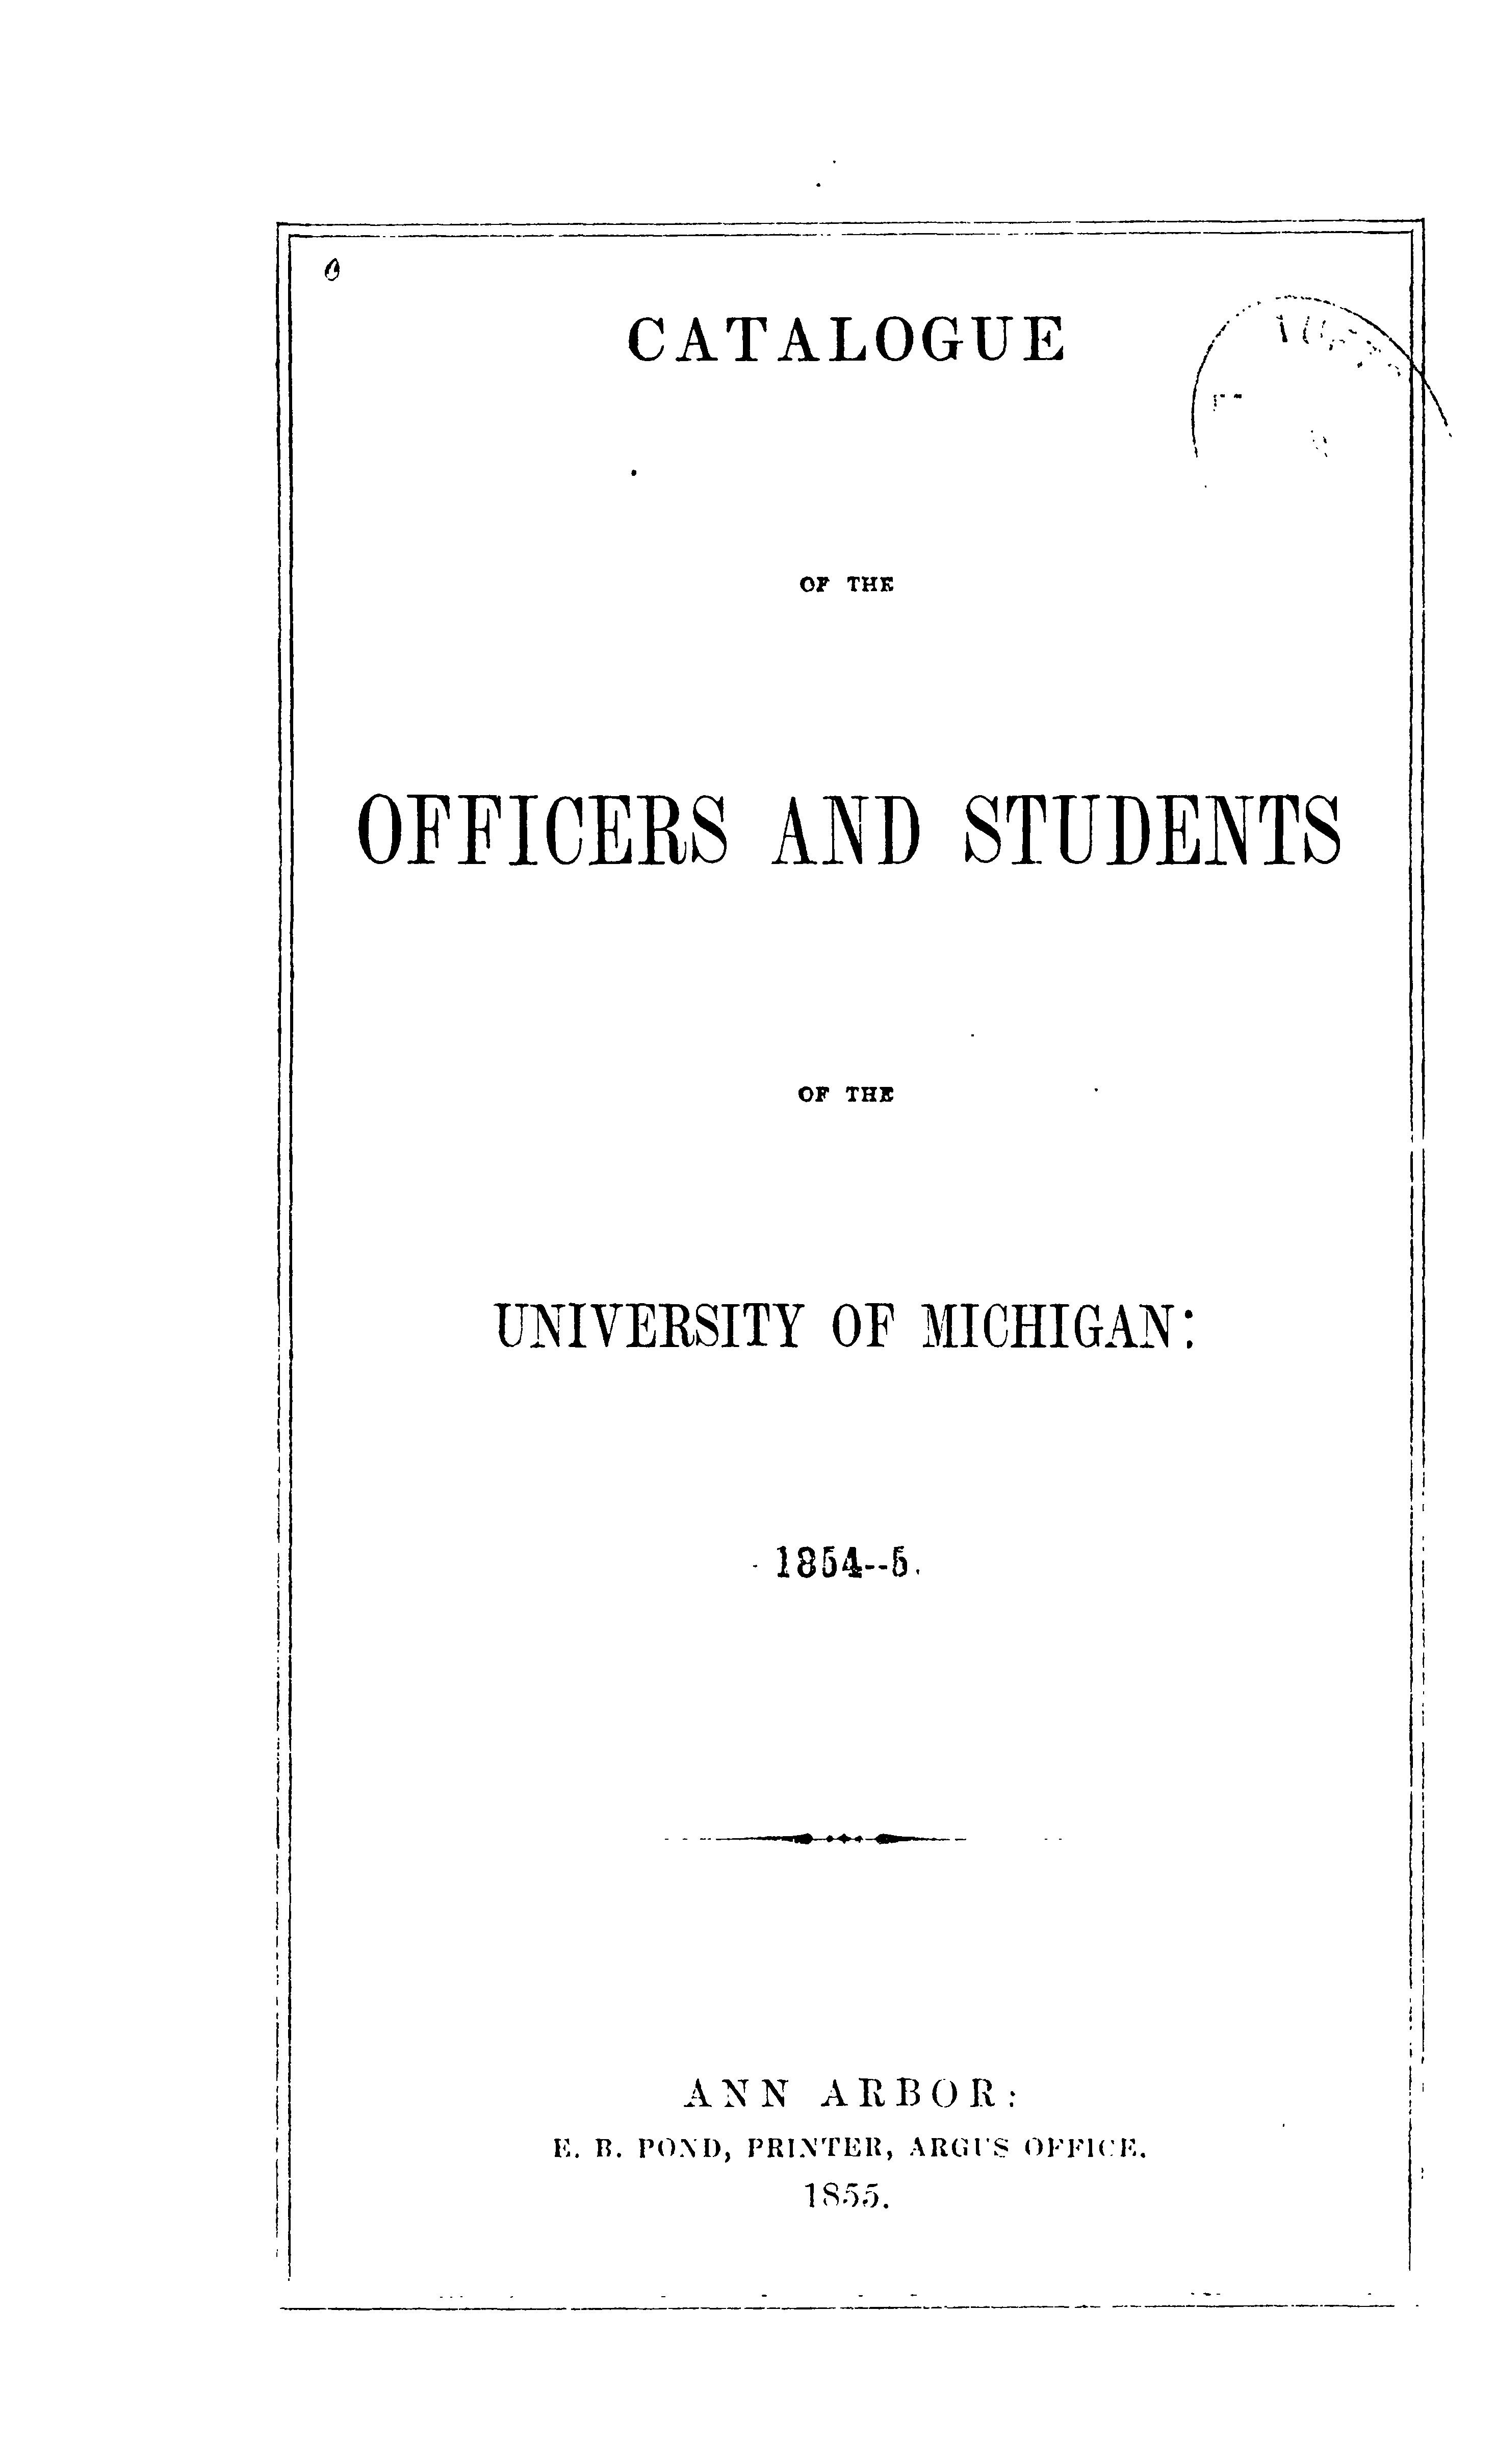 CATALOGUE
OF THE
OFFICERS AND STUDENTS
OF THE
UNIVERSITY OF MICHIGAN:
1854--5.
ANN ARBOR:
E. B. POND, PRINTER, ARGUS OFFICE.
1855.